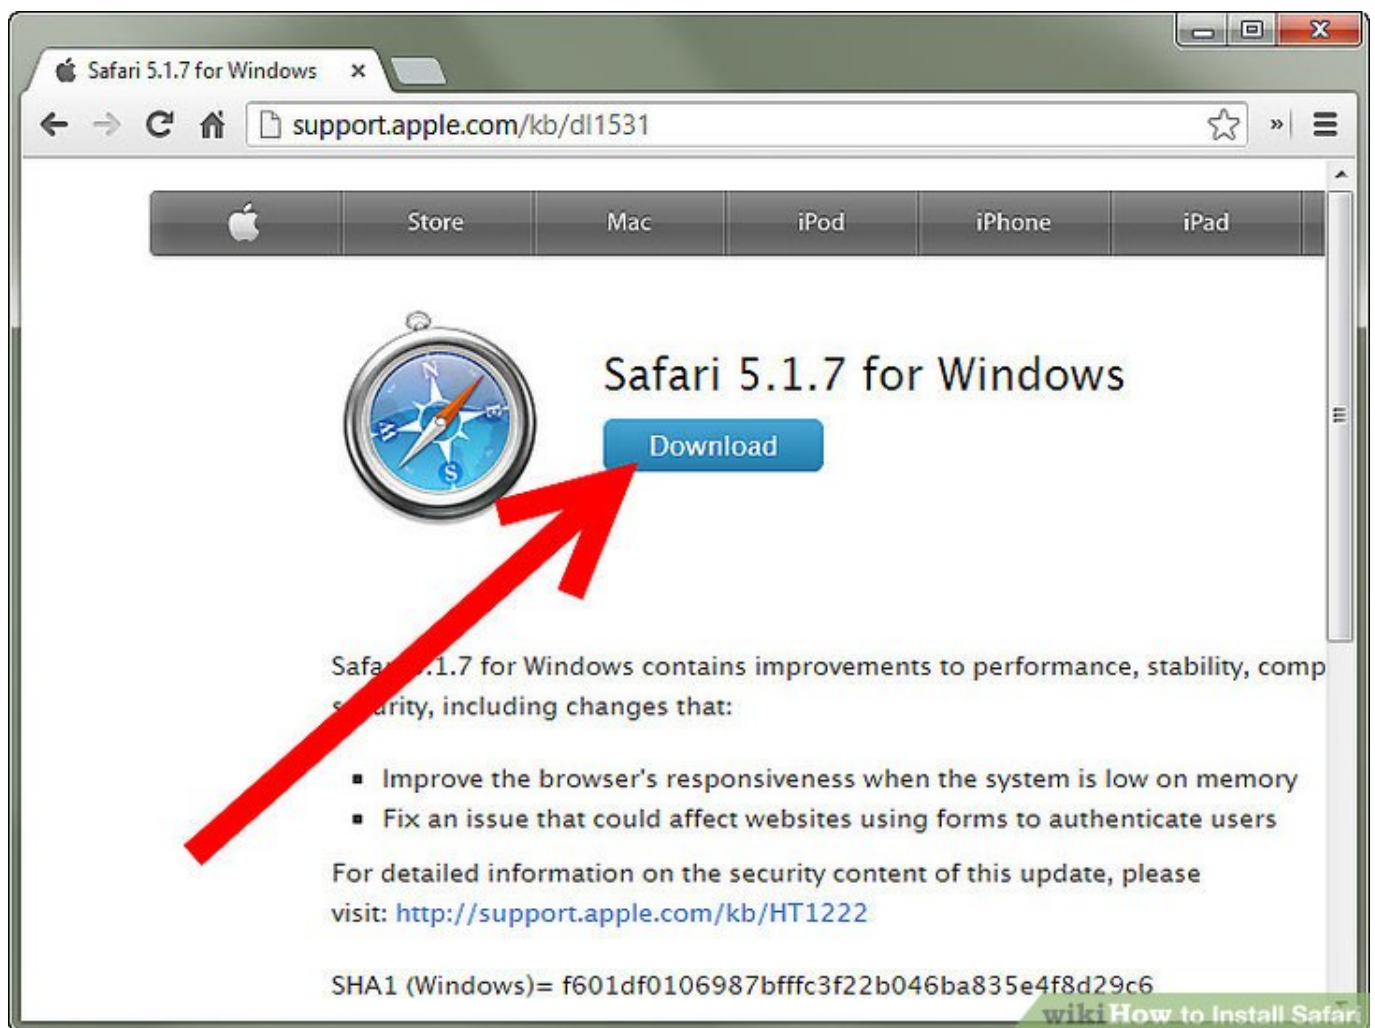 Safari 5.1.7 for Windows
support.apple.com/kb/dl1531
Store Mac iPod iPhone iPad
N
E
S
W
Safari 5.1.7 for Windows
Download
5.1.7 for Windows contains improvements to performance, stability, comp
including changes that:
Improve the browser's responsiveness when the system is low on memory
Fix an issue that could affect websites using forms to authenticate users
For detailed information on the security content of this update, please
visit: http://support.apple.com/kb/HT1222
SHA1 (Windows)= f601df0106987bfffc3f22b046ba835e4f8d29c6
wikiHow to Install Safari